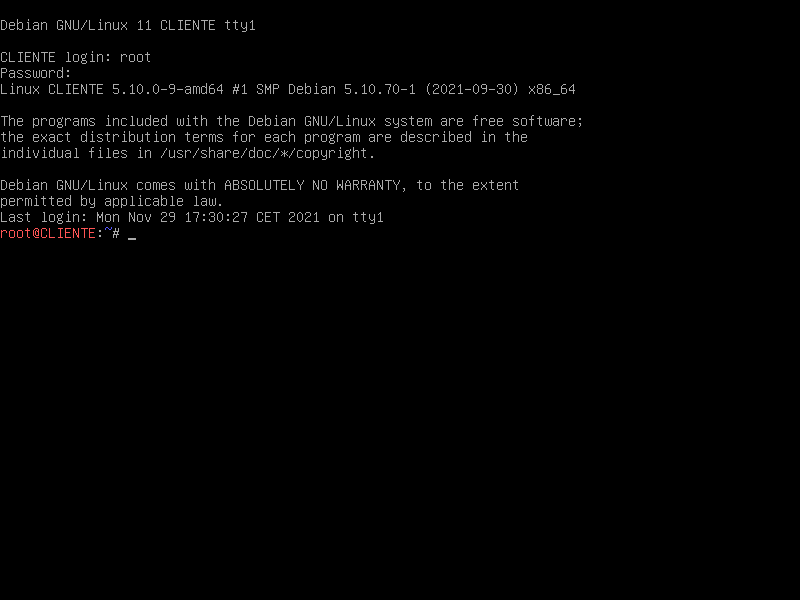 Debian GNU/Linux 11 CLIENTE tty1
CLIENTE login: root
Password:
Linux CLIENTE 5.10.0-9-amd64 #1 SMP Debian 5.10.70-1 (2021-09-30) x86_64
The programs included with the Debian GNU/Linux system are free software;
the exact distribution terms for each program are described in the
individual files in /usr/share/doc/*/copyright.
Debian GNU/Linux comes with ABSOLUTELY NO WARRANTY, to the extent
permitted by applicable law.
Last login: Mon Nov 29 17:30:27 CET 2021 on tty1
root@CLIENTE:~# _